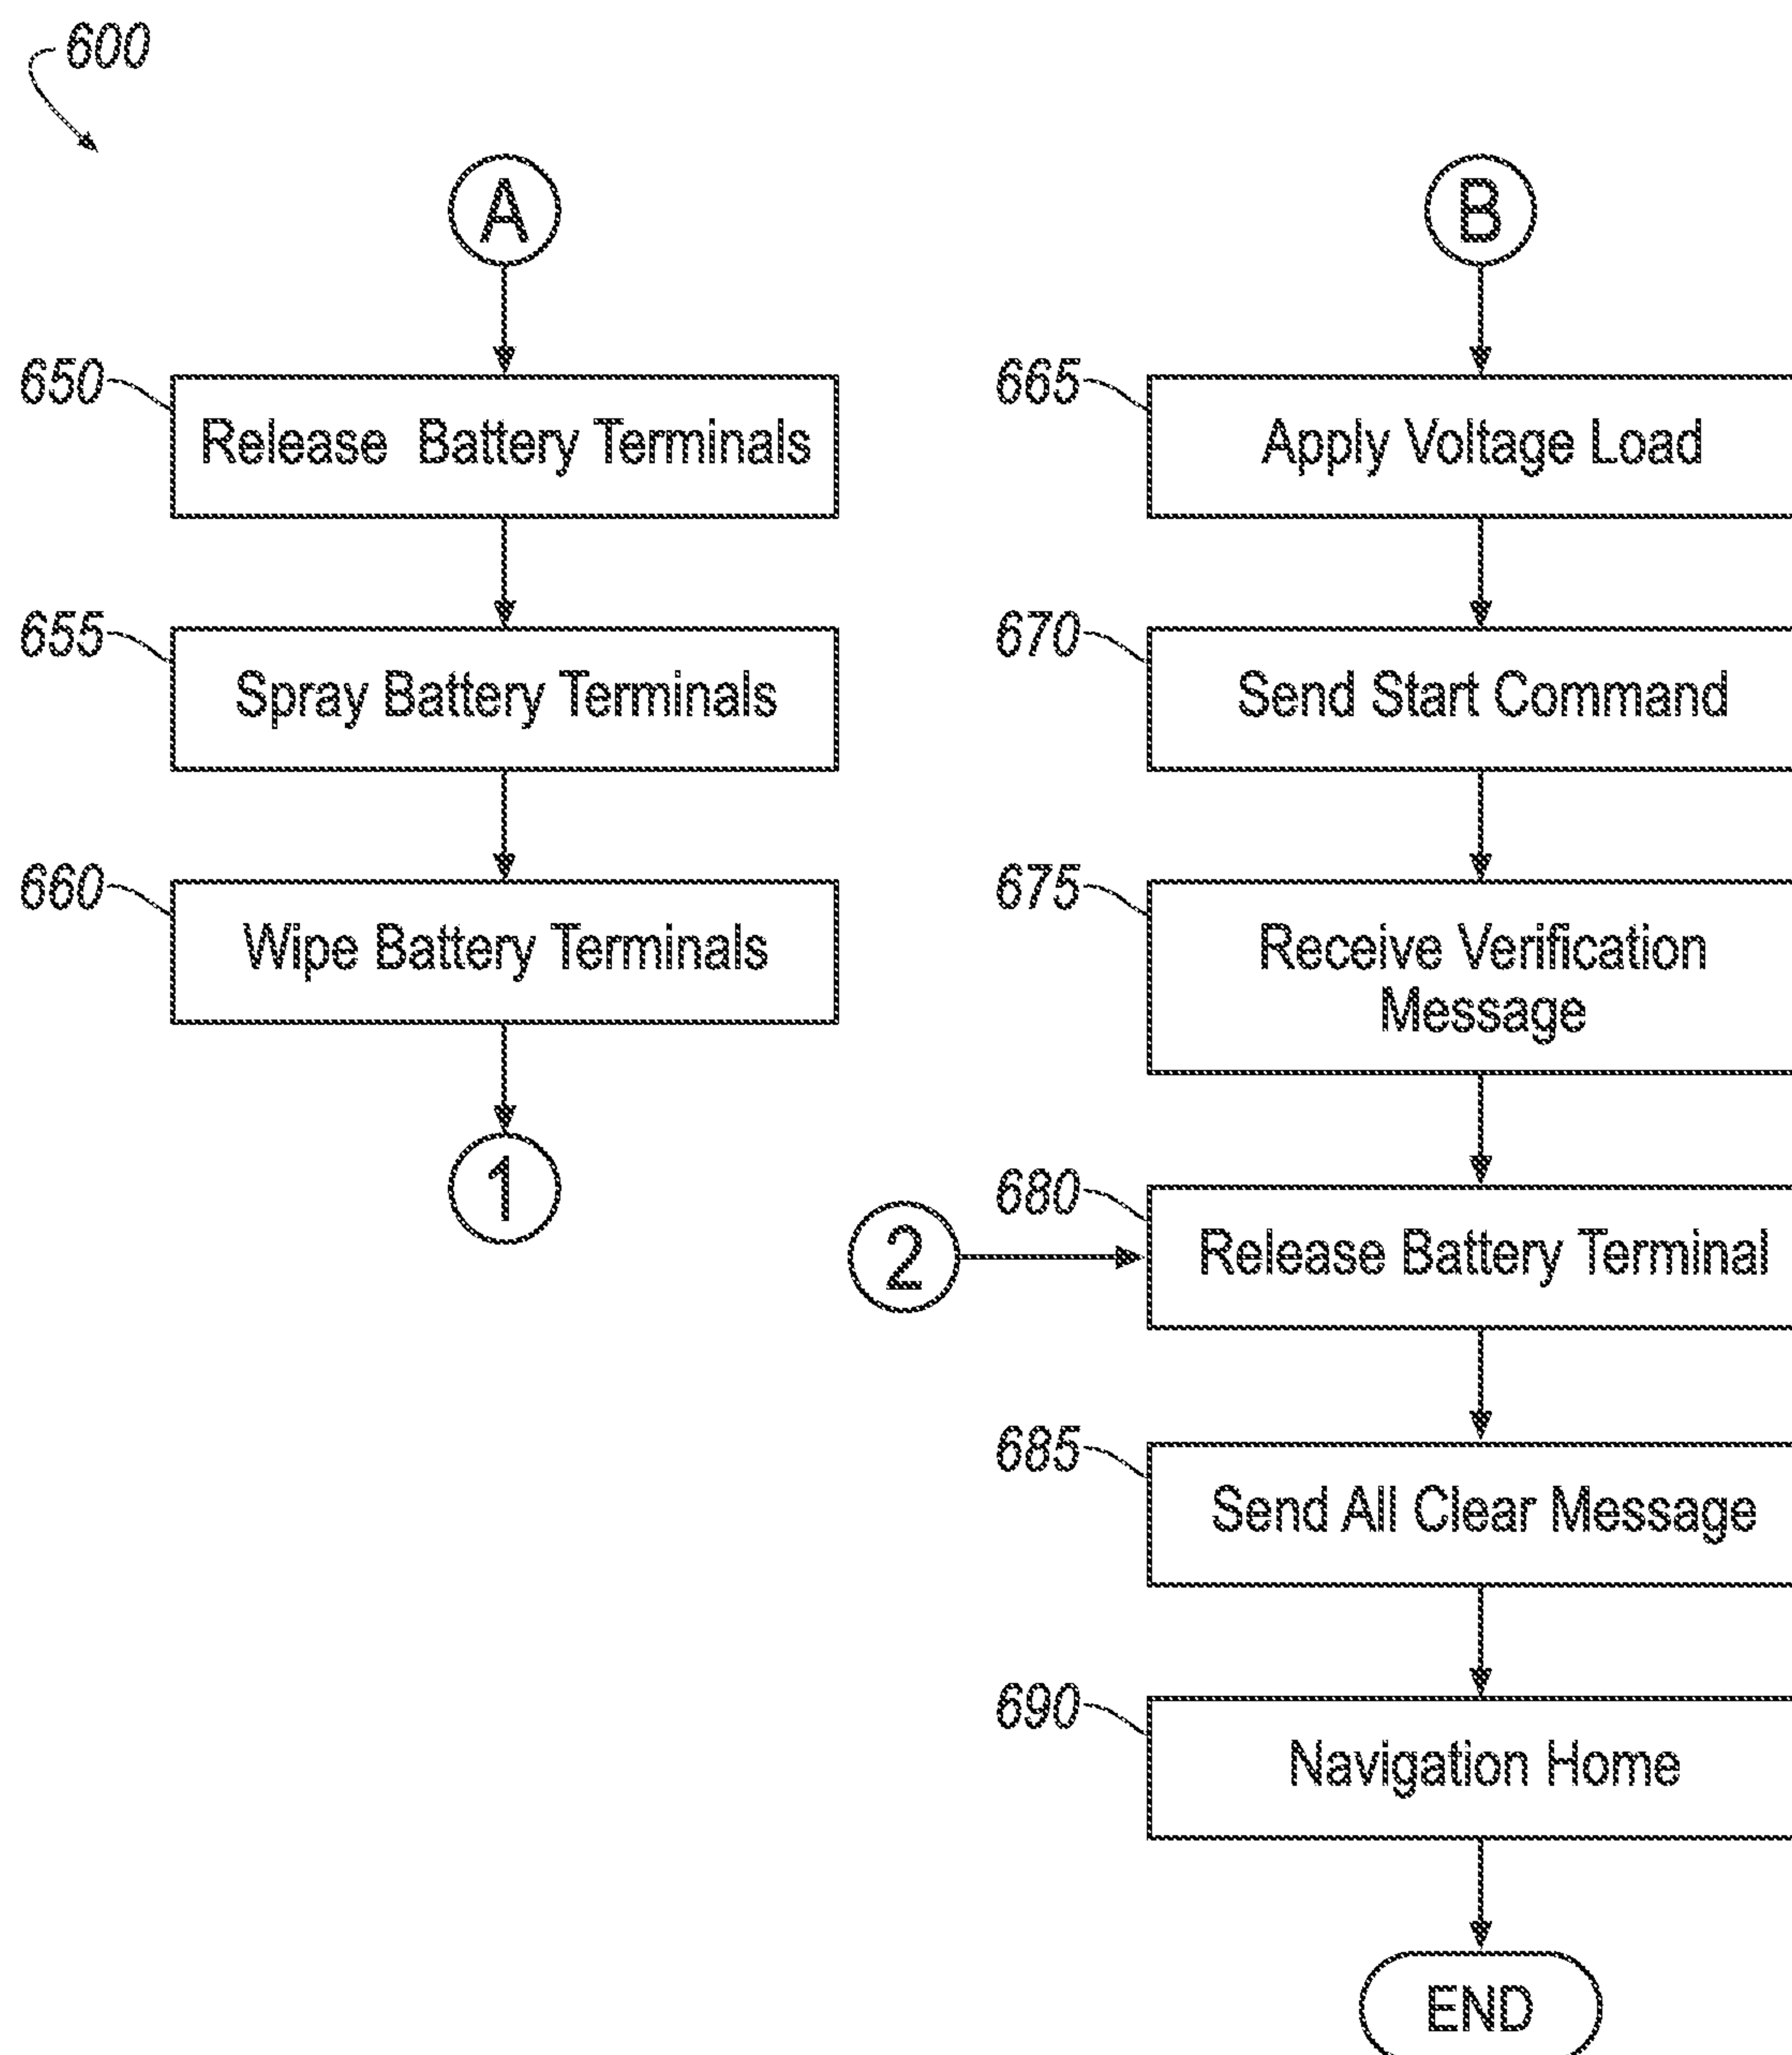 600
A
650
Release Battery Terminals
655
Spray Battery Terminals
660
Wipe Battery Terminals
1
B
665
Apply Voltage Load
670
Send Start Command
675
Receive Verification
Message
2
680
Release Battery Terminal
685
Send All Clear Message
690
Navigation Home
END